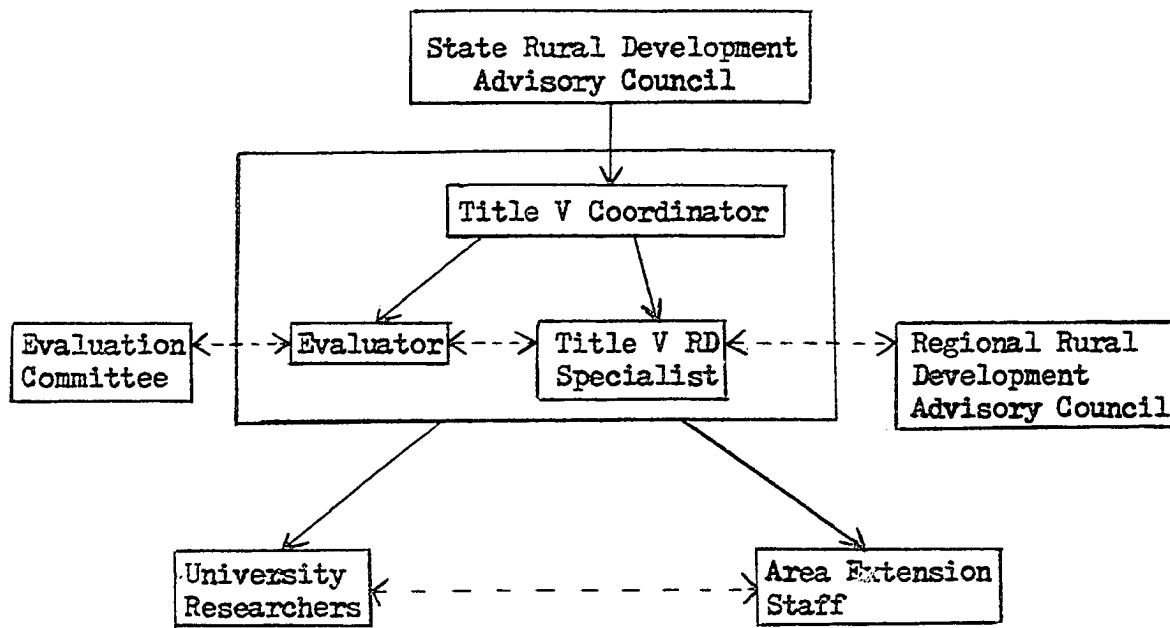 State Rural Development
Advisory Council
Title V Coordinator
Evaluation
Committee
Evaluator
Title V RD
Specialist
Regional Rural
Development
Advisory Council
University
Researchers
Area Extension
Staff